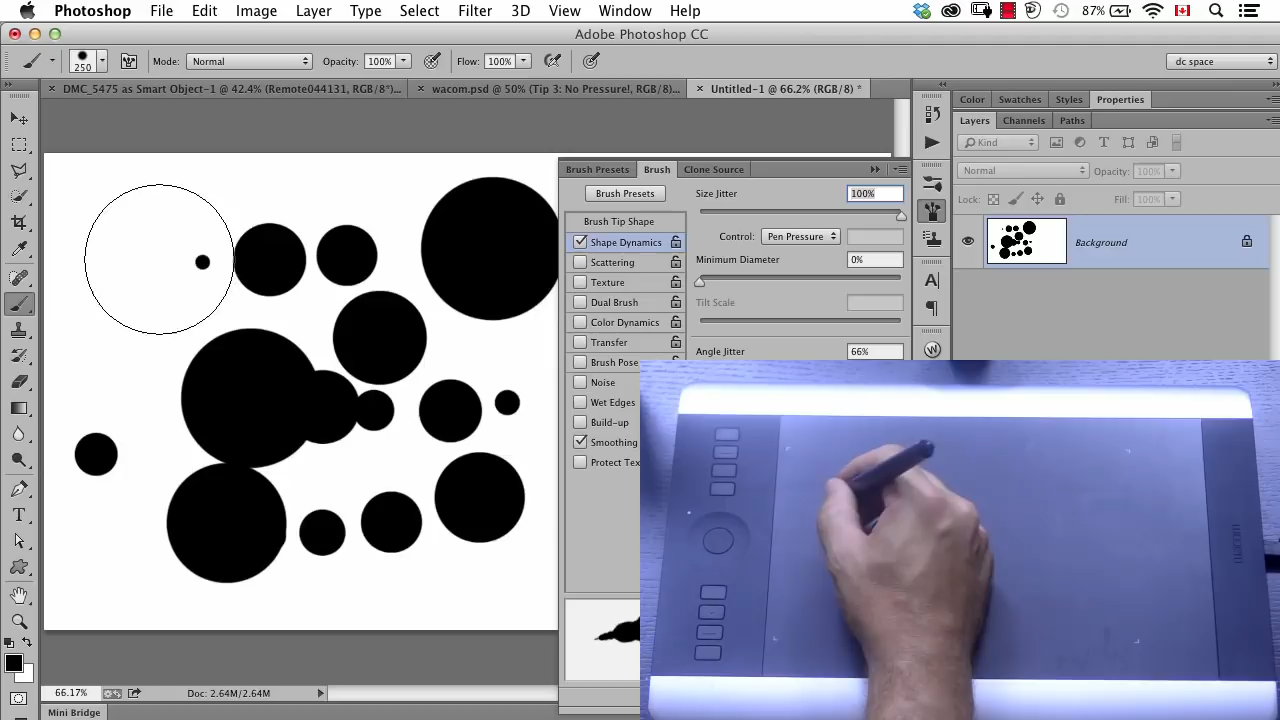 Photoshop File Edit Image Layer Type Select Filter 3D View Window Help 87%
Adobe Photoshop CC
250 Mode: Normal Opacity: 100% Flow: 100% dc space
DMC_5475 as Smart Object-1 @ 42.4% (Remote044131, RGB/8*)... wacom.psd @ 50% (Tip 3: No Pressure!, RGB/8)... Untitled-1 @ 66.2% (RGB/8) *
Color Swatches Styles Properties
Layers Channels Paths
Kind
Normal Opacity: 100%
Lock: Fill: 100%
Background
Brush Presets Brush Clone Source
Brush Presets Size Jitter 100%
Brush Tip Shape
Shape Dynamics Control: Pen Pressure
Scattering Minimum Diameter 0%
Texture
Dual Brush Tilt Scale
Color Dynamics
Transfer Angle Jitter 66%
Brush Pose
Noise
Wet Edges
Build-up
Smoothing
Protect Tex
66.17% Doc: 2.64M/2.64M
Mini Bridge